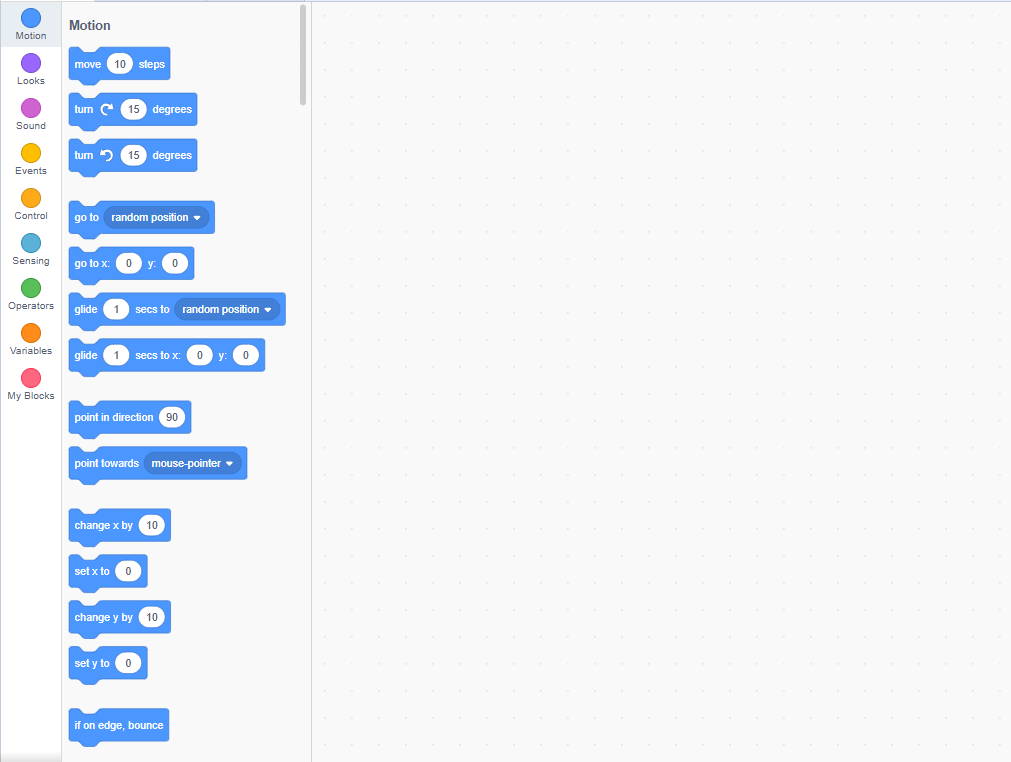 Motion
Looks
Sound
Events
Control
Sensing
Operators
Variables
My Blocks
Motion
move 10 steps
turn 15 degrees
turn 15 degrees
go to random position
go to x: 0 y: 0
glide 1 secs to random position
glide 1 secs to x: 0 y: 0
point in direction 90
point towards mouse-pointer
change x by 10
set x to 0
change y by 10
set y to 0
if on edge, bounce